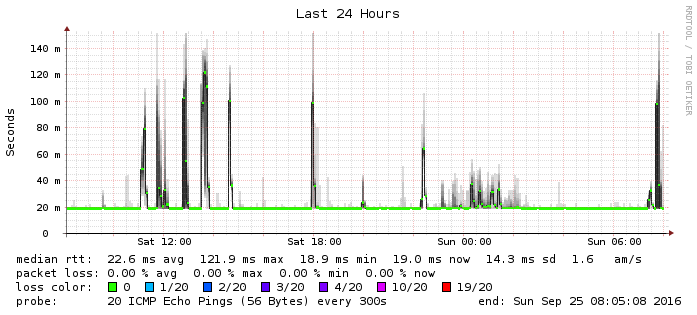 Last 24 Hours
RRDTOOL / TOBI OETIKER
Seconds
140 m
120 m
100 m
80 m
60 m
40 m
20 m
0
Sat 12:00 Sat 18:00 Sun 00:00 Sun 06:00
median rtt: 22.6 ms avg 121.9 ms max 18.9 ms min 19.0 ms now 14.3 ms sd 1.6 am/s
packet loss: 0.00 % avg 0.00 % max 0.00 % min 0.00 % now
loss color: 0 1/20 2/20 3/20 4/20 10/20 19/20
probe: 20 ICMP Echo Pings (56 Bytes) every 300s end: Sun Sep 25 08:05:08 2016